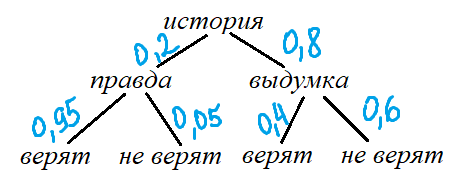 история
0,2 0,8
правда выдумка
0,95 0,05 0,4 0,6
верят не верят верят не верят